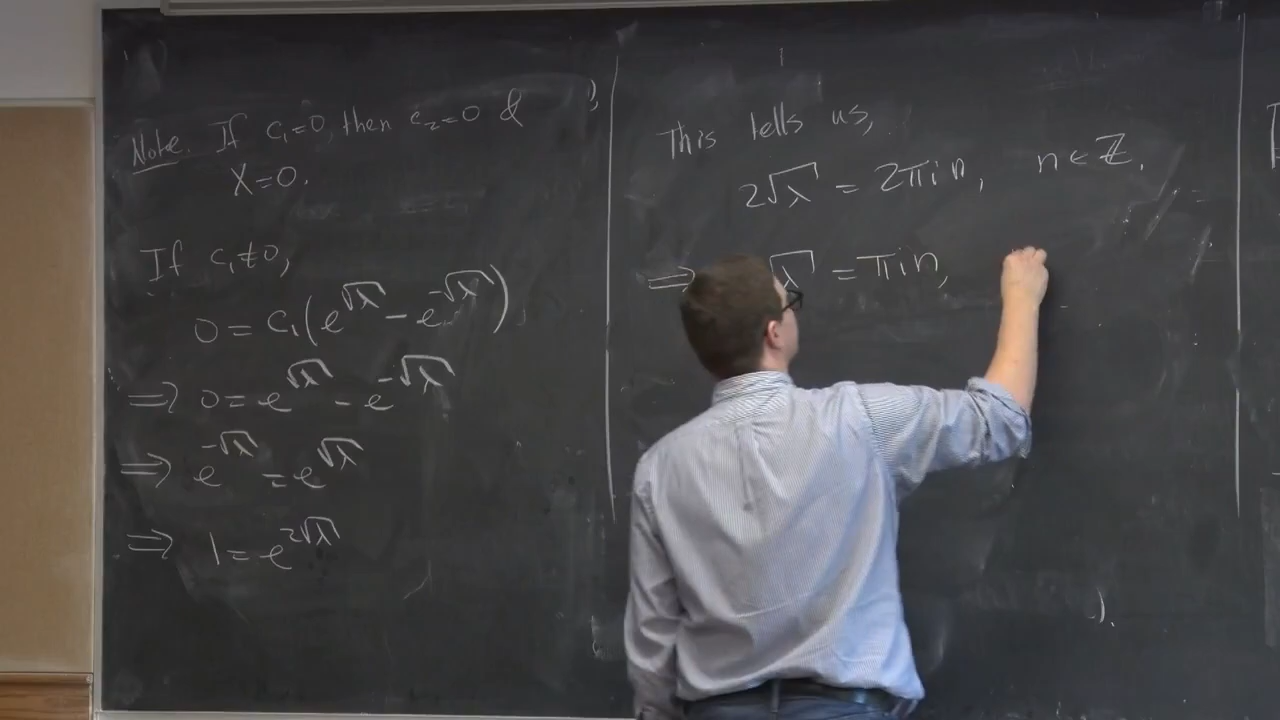 Note. If c₁=0, then c₂=0 &
X=0.
If c₁≠0,
0 = c₁(e^√λ - e^-√λ)
⟹ 0 = e^√λ - e^-√λ
⟹ e^-√λ = e^√λ
⟹ 1 = e^2√λ
This tells us,
2√λ = 2πin, n∈ℤ.
⟹ √λ = πin,